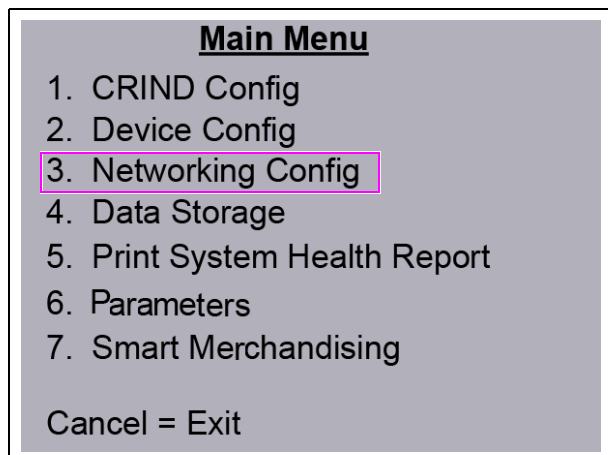 Main Menu
1. CRIND Config
2. Device Config
3. Networking Config
4. Data Storage
5. Print System Health Report
6. Parameters
7. Smart Merchandising
Cancel = Exit